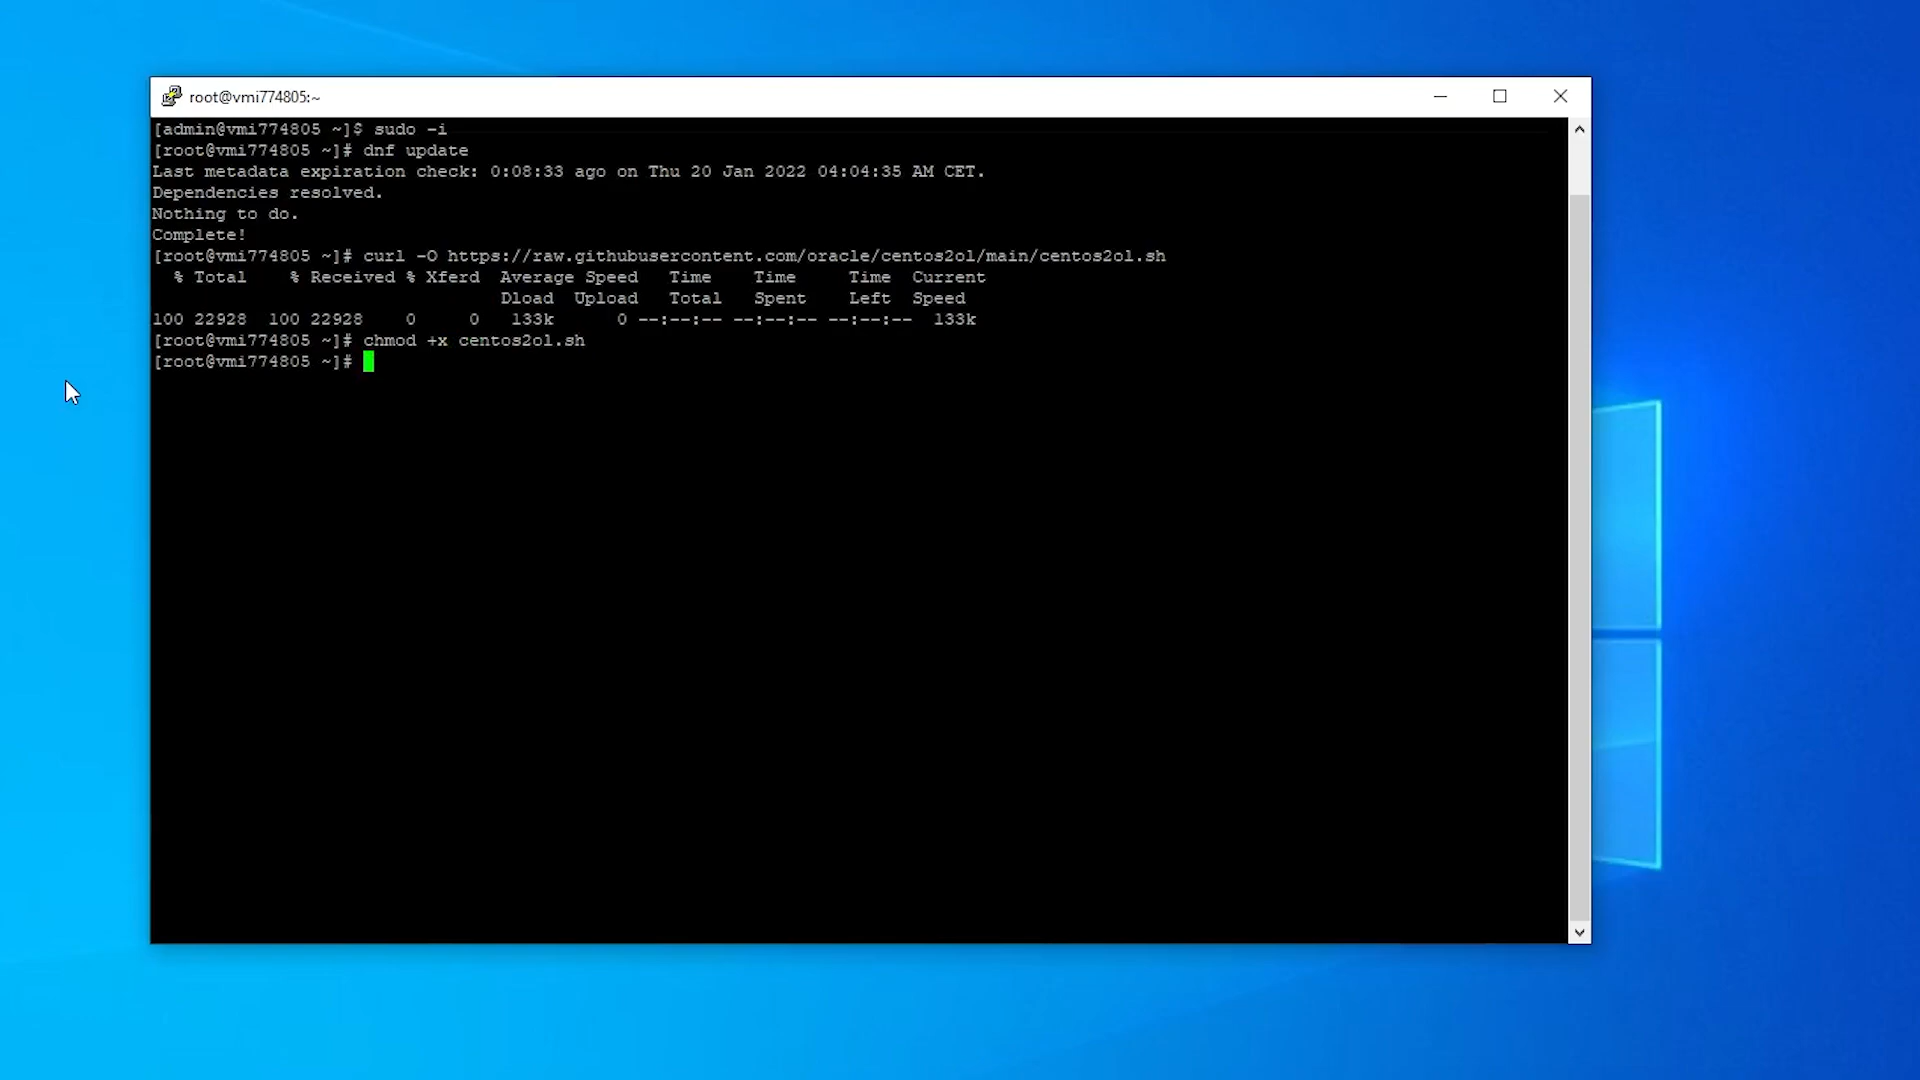 root@vmi774805:~
[admin@vmi774805 ~]$ sudo -i
[root@vmi774805 ~]# dnf update
Last metadata expiration check: 0:08:33 ago on Thu 20 Jan 2022 04:04:35 AM CET.
Dependencies resolved.
Nothing to do.
Complete!
[root@vmi774805 ~]# curl -O https://raw.githubusercontent.com/oracle/centos2ol/main/centos2ol.sh
  % Total    % Received % Xferd  Average Speed   Time    Time     Time  Current
                                 Dload  Upload   Total   Spent    Left  Speed
100 22928  100 22928    0     0   133k      0 --:--:-- --:--:-- --:--:--  133k
[root@vmi774805 ~]# chmod +x centos2ol.sh
[root@vmi774805 ~]#